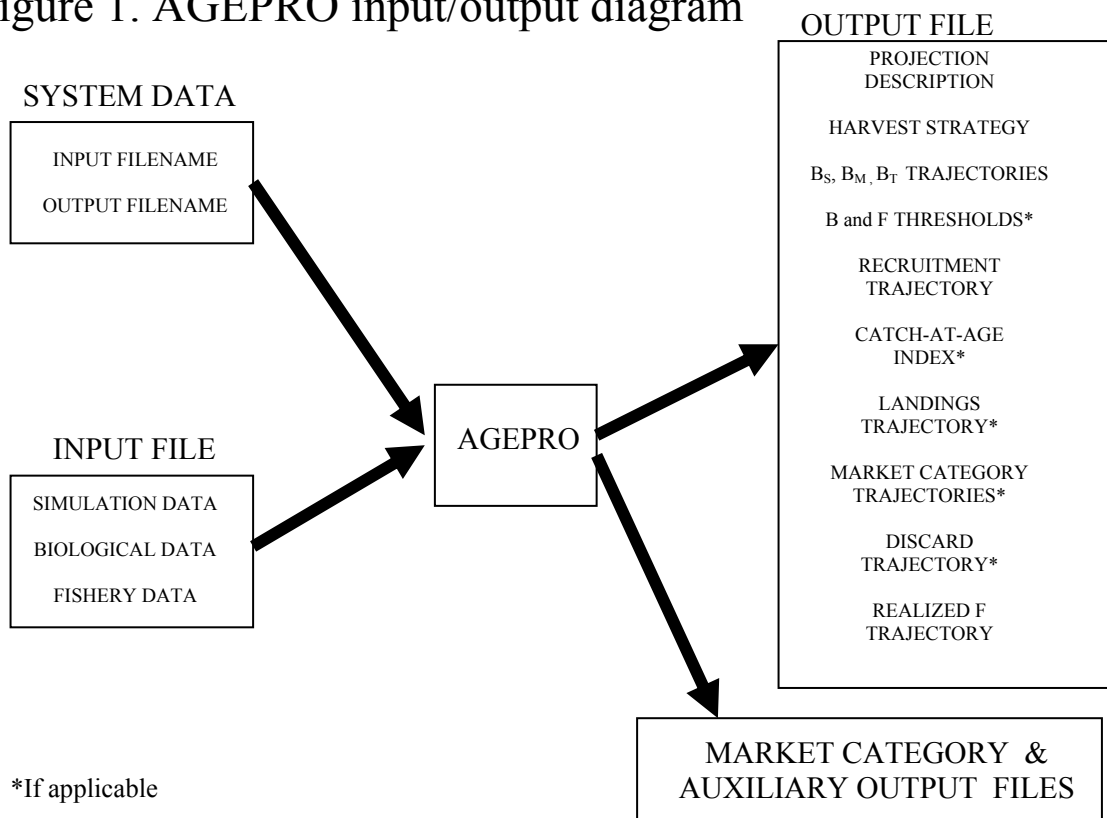 igure 1. AGEPRO input/output diagram
SYSTEM DATA
INPUT FILENAME
OUTPUT FILENAME
INPUT FILE
SIMULATION DATA
BIOLOGICAL DATA
FISHERY DATA
AGEPRO
OUTPUT FILE
PROJECTION
DESCRIPTION
HARVEST STRATEGY
BS, BM, BT TRAJECTORIES
B and F THRESHOLDS*
RECRUITMENT
TRAJECTORY
CATCH-AT-AGE
INDEX*
LANDINGS
TRAJECTORY*
MARKET CATEGORY
TRAJECTORIES*
DISCARD
TRAJECTORY*
REALIZED F
TRAJECTORY
MARKET CATEGORY &
AUXILIARY OUTPUT FILES
*If applicable